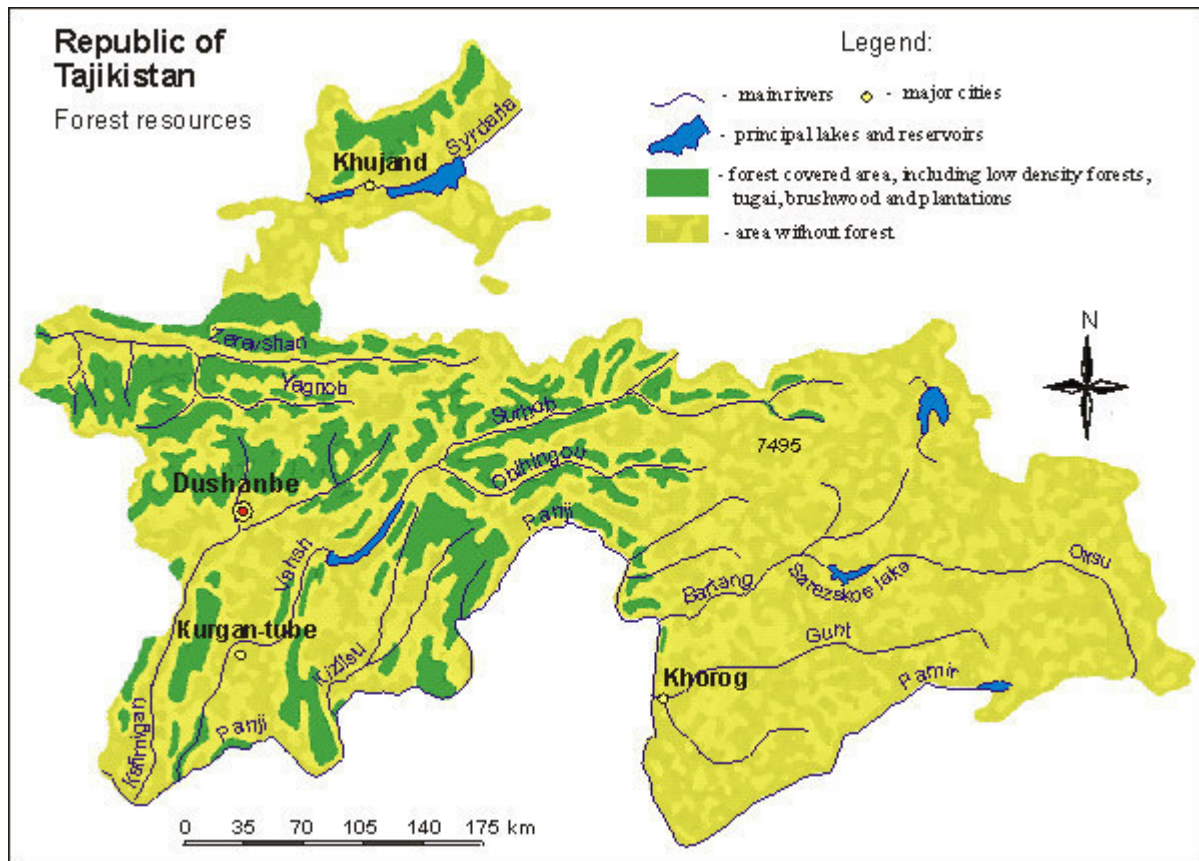 Republic of
Tajikistan
Forest resources
Legend:
- main rivers
- major cities
- principal lakes and reservoirs
- forest covered area, including low density forests,
tugai, brushwood and plantations
- area without forest
Syrdaria
Khujand
N
Zeravshan
Yagnob
Surhob
7495
Obihingou
Dushanbe
Panji
Vahsh
Bartang
Sarezskoe lake
Oksu
Kurgan-tube
Gunt
Kizilsu
Khorog
Pamir
Panji
Kafirnigan
0 35 70 105 140 175 km